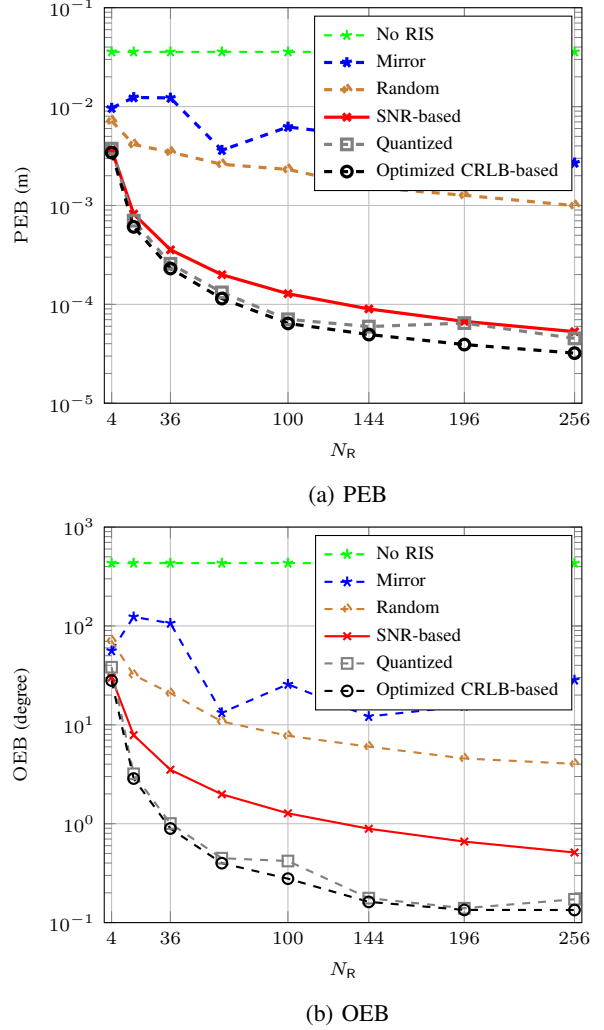 10^{-1}
10^{-2}
10^{-3}
10^{-4}
10^{-5}
PEB (m)
No RIS
Mirror
Random
SNR-based
Quantized
Optimized CRLB-based
4 36 100 144 196 256
N_R
(a) PEB
10^3
10^2
10^1
10^0
10^{-1}
OEB (degree)
No RIS
Mirror
Random
SNR-based
Quantized
Optimized CRLB-based
4 36 100 144 196 256
N_R
(b) OEB